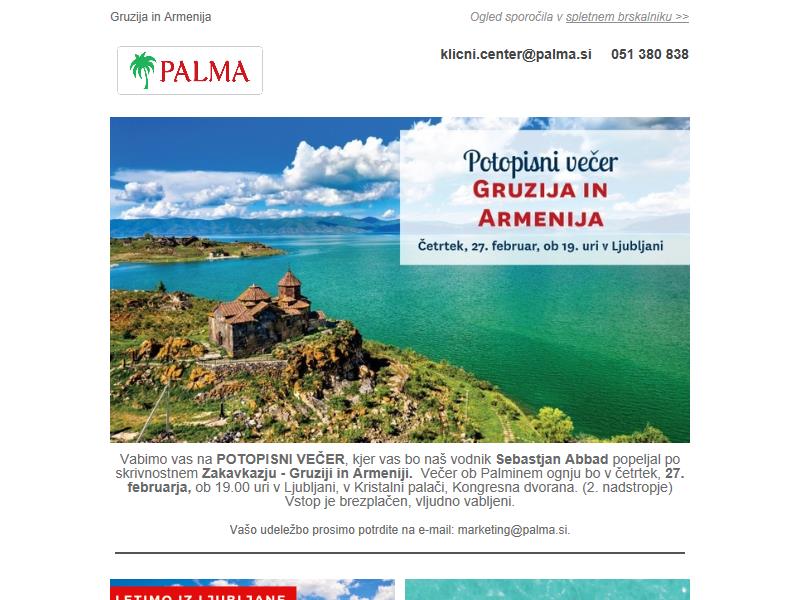 Gruzija in Armenija
Ogled sporočila v spletnem brskalniku >>
PALMA
klicni.center@palma.si 051 380 838
Potopisni večer
GRUZIJA IN
ARMENIJA
Četrtek, 27. februar, ob 19. uri v Ljubljani
Vabimo vas na POTOPISNI VEČER, kjer vas bo naš vodnik Sebastjan Abbad popeljal po
skrivnostnem Zakavkazju - Gruziji in Armeniji. Večer ob Palminem ognju bo v četrtek, 27.
februarja, ob 19.00 uri v Ljubljani, v Kristalni palači, Kongresna dvorana. (2. nadstropje)
Vstop je brezplačen, vljudno vabljeni.
Vašo udeležbo prosimo potrdite na e-mail: marketing@palma.si.
LETIMO IZ LJUBLJANE